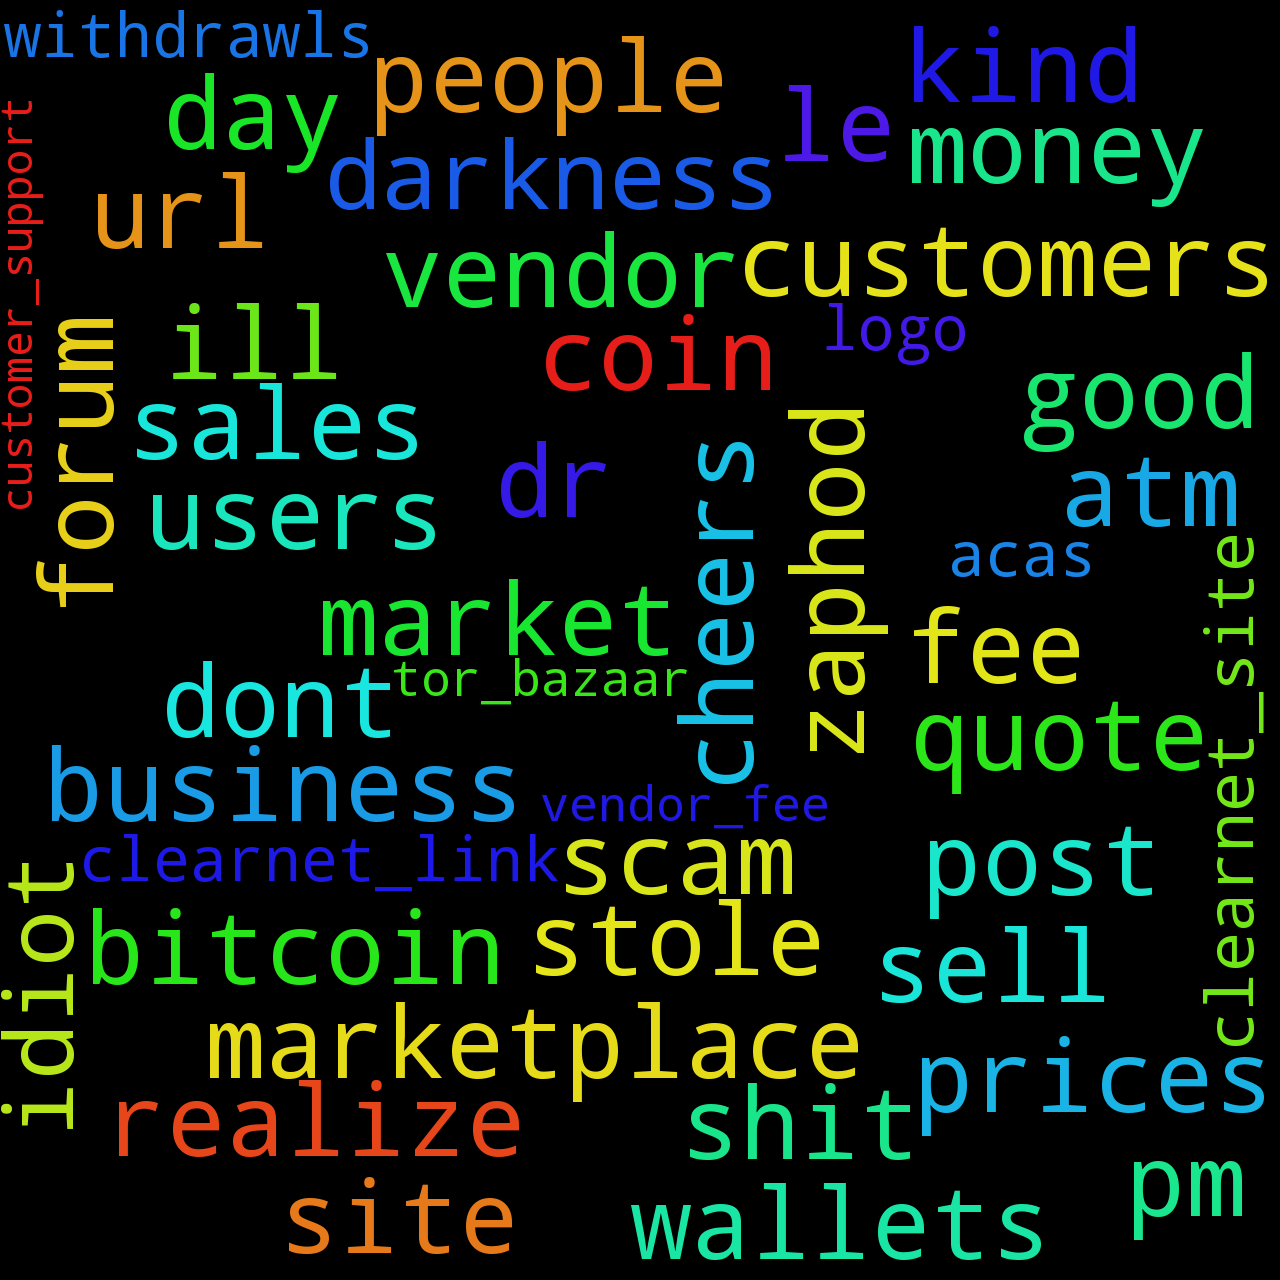 withdrawls
people
kind
day
le
money
customer_support
darkness
url
vendor
customers
ill
coin
logo
forum
sales
good
users
dr
cheers
zaphod
atm
acas
clearnet_site
market
fee
dont
tor_bazaar
quote
business
vendor_fee
clearnet_link
scam
post
idiot
bitcoin
stole
sell
marketplace
prices
realize
shit
pm
site
wallets